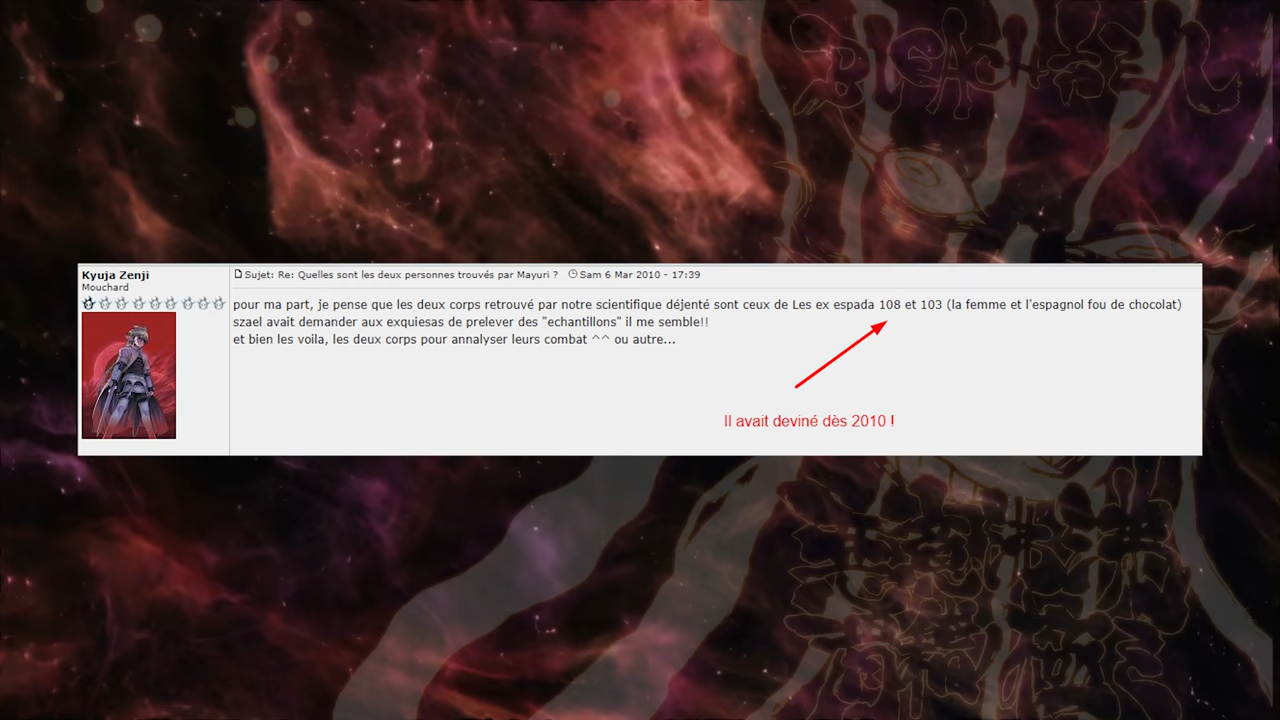 BLEACH
Kyuja Zenji
Mouchard
Sujet: Re: Quelles sont les deux personnes trouvés par Mayuri ? Sam 6 Mar 2010 - 17:39
pour ma part, je pense que les deux corps retrouvé par notre scientifique déjenté sont ceux de Les ex espada 108 et 103 (la femme et l'espagnol fou de chocolat)
szael avait demander aux exquiesas de prelever des "echantillons" il me semble!!
et bien les voila, les deux corps pour annalyser leurs combat ^^ ou autre...
Il avait deviné dès 2010 !